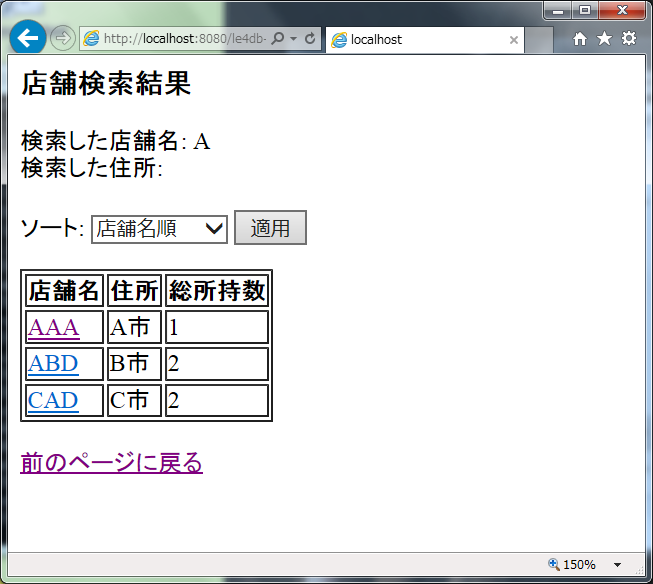 http://localhost:8080/le4db-
localhost
店舗検索結果
検索した店舗名: A
検索した住所:
ソート: 店舗名順 適用
店舗名 住所 総所持数
AAA A市 1
ABD B市 2
CAD C市 2
前のページに戻る
150%